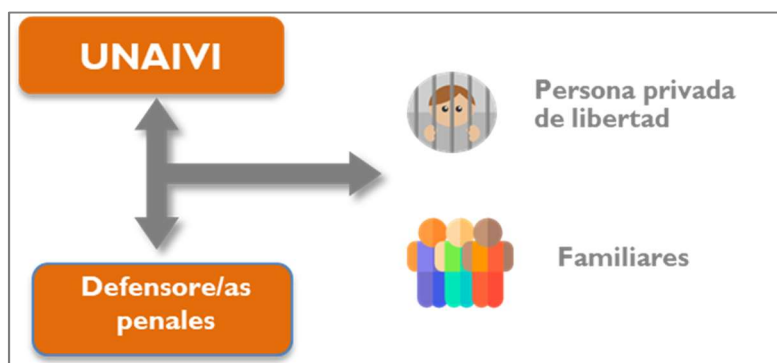 UNAIVI
Persona privada
de libertad
Familiares
Defensore/as
penales